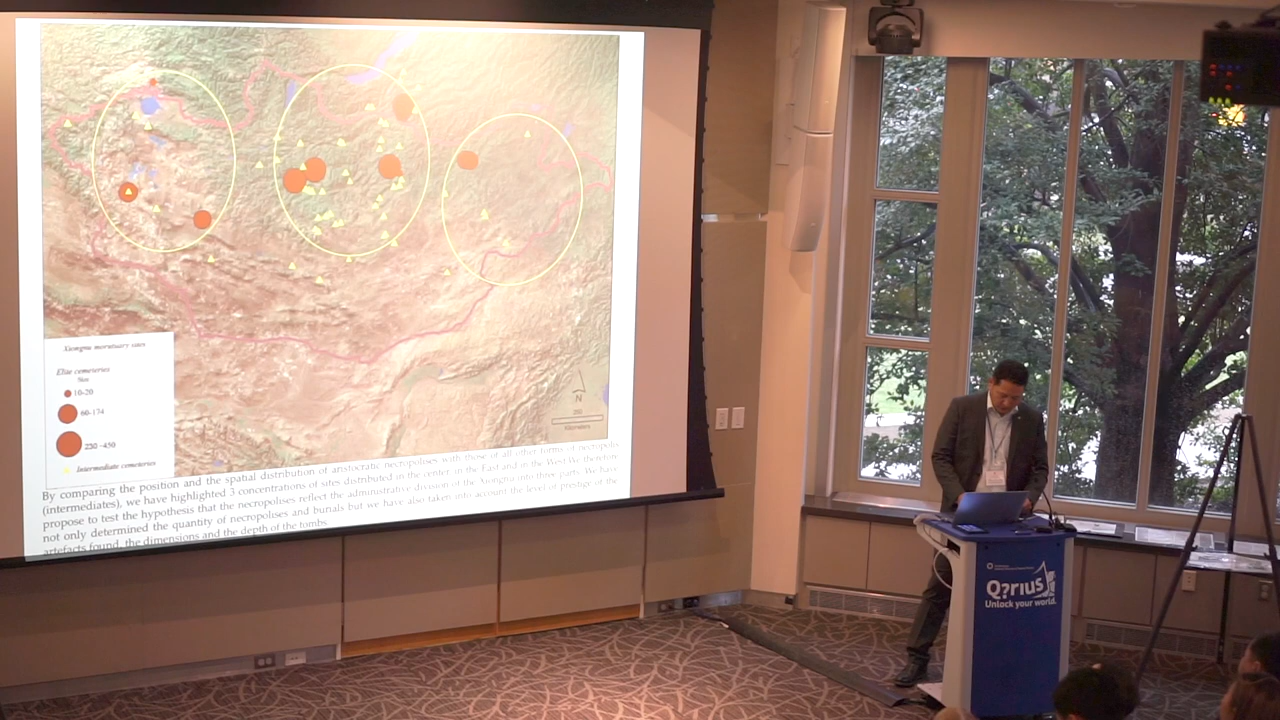 Xiongnu mortuary sites
Elite cemeteries
10-20
60-174
Intermediate cemeteries
N
By comparing the position and the spatial distribution of aristocratic necropolises with those of all other forms of necropolis
(intermediates), we have highlighted 3 concentrations of sites distributed in the center, in the East and in the West. We therefore
propose to test the hypothesis that the necropolises reflect the administrative division of the Xiongnu into three parts. We have
not only determined the quantity of necropolises and burials but we have also taken into account the level of prestige of the
artefacts found, the dimensions and the depth of the tombs.
Q?rius
Unlock your world.